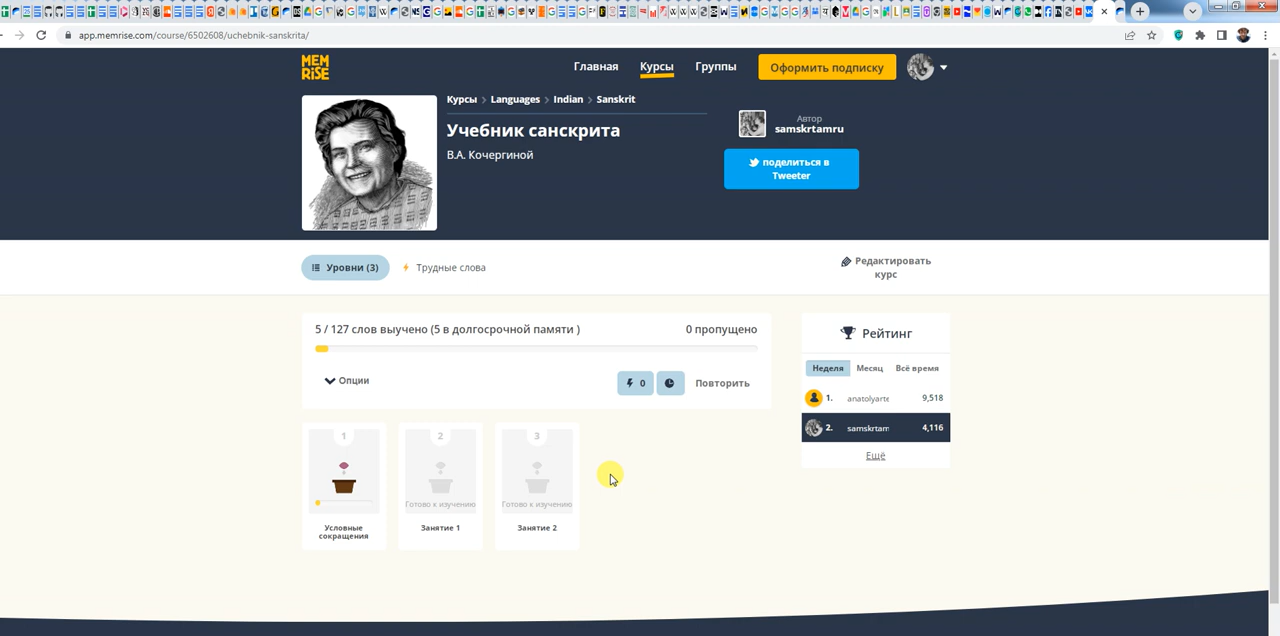 app.memrise.com/course/6502608/uchebnik-sanskrita/
MEM
RiSE
Главная
Курсы
Группы
Оформить подписку
Курсы > Languages > Indian > Sanskrit
Учебник санскрита
В.А. Кочергиной
Автор
samskrtamru
поделиться в
Tweeter
Уровни (3)
Трудные слова
Редактировать
курс
5 / 127 слов выучено (5 в долгосрочной памяти )
0 пропущено
Опции
0
Повторить
Рейтинг
Неделя
Месяц
Всё время
1. anatolyarte 9,518
2. samskrtam 4,116
Ещё
1
2
3
Готово к изучению
Готово к изучению
Условные
сокращения
Занятие 1
Занятие 2